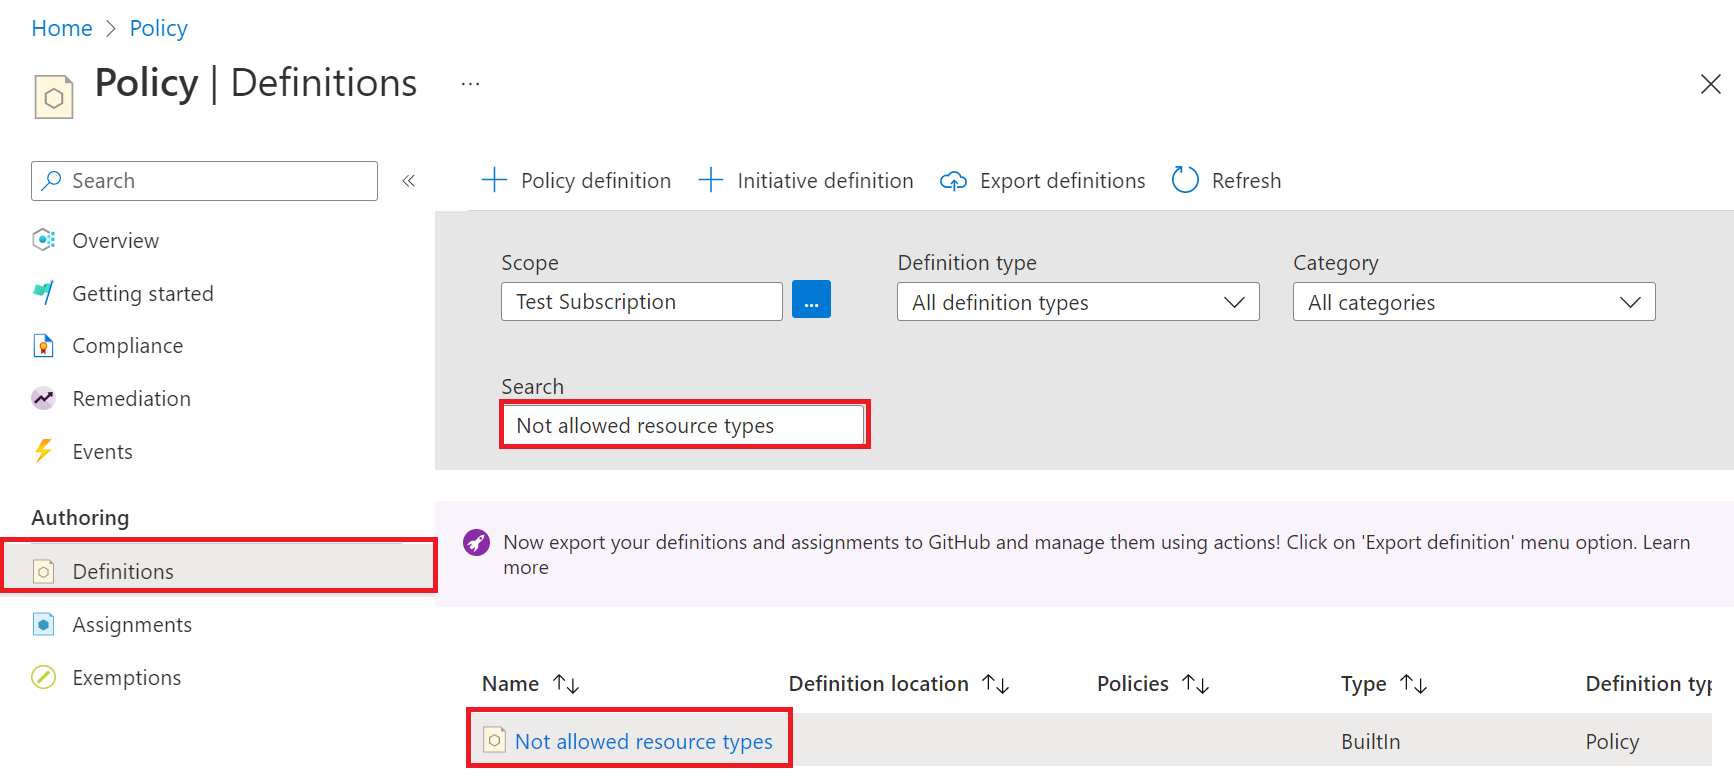 Home > Policy
Policy | Definitions ...
Search «
Overview
Getting started
Compliance
Remediation
Events
Authoring
Definitions
Assignments
Exemptions
+ Policy definition + Initiative definition Export definitions Refresh
Scope Definition type Category
Test Subscription ... All definition types All categories
Search
Not allowed resource types
Now export your definitions and assignments to GitHub and manage them using actions! Click on 'Export definition' menu option. Learn
more
Name ↑↓ Definition location ↑↓ Policies ↑↓ Type ↑↓ Definition typ
Not allowed resource types BuiltIn Policy